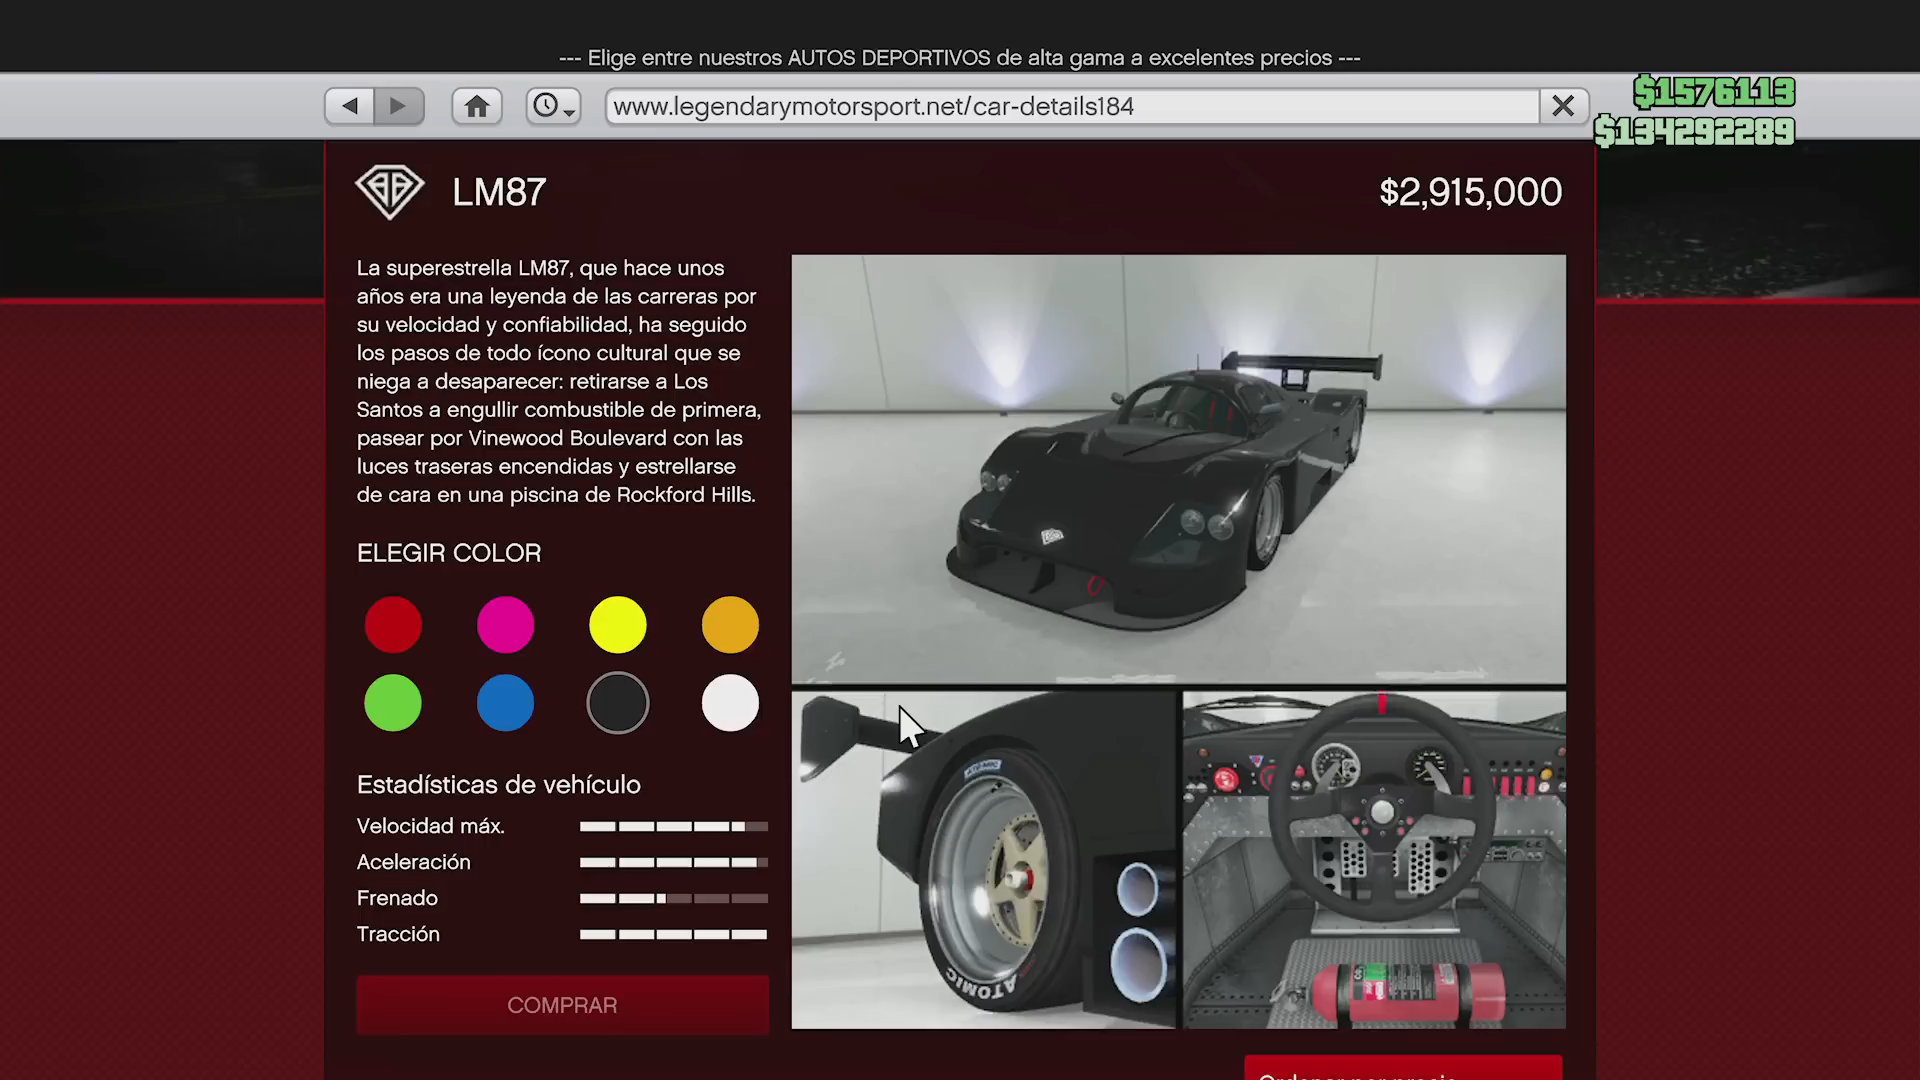 --- Elige entre nuestros AUTOS DEPORTIVOS de alta gama a excelentes precios ---
www.legendarymotorsport.net/car-details184
$1576113
$134292289
LM87
$2,915,000
La superestrella LM87, que hace unos
años era una leyenda de las carreras por
su velocidad y confiabilidad, ha seguido
los pasos de todo ícono cultural que se
niega a desaparecer: retirarse a Los
Santos a engullir combustible de primera,
pasear por Vinewood Boulevard con las
luces traseras encendidas y estrellarse
de cara en una piscina de Rockford Hills.
ELEGIR COLOR
Estadísticas de vehículo
Velocidad máx.
Aceleración
Frenado
Tracción
COMPRAR
ATOMIC
ATOMIC
Ordenar por precio